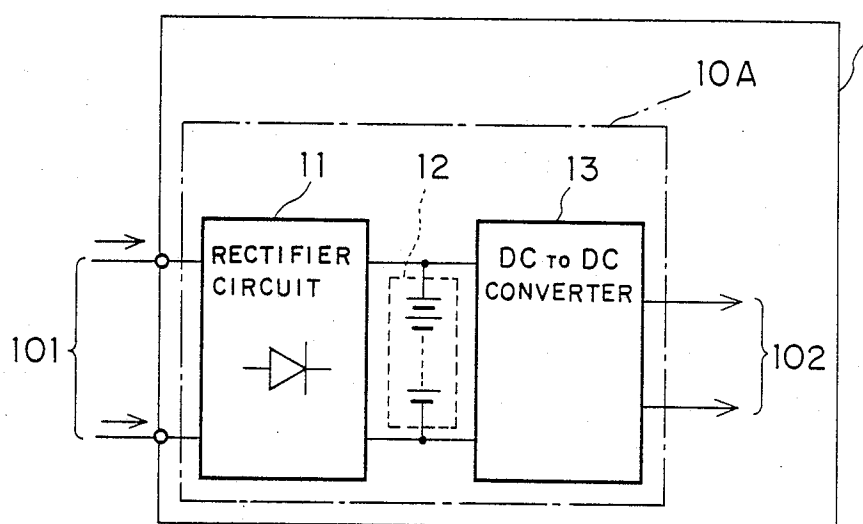 10A
11
12
13
RECTIFIER
CIRCUIT
DC TO DC
CONVERTER
101
102